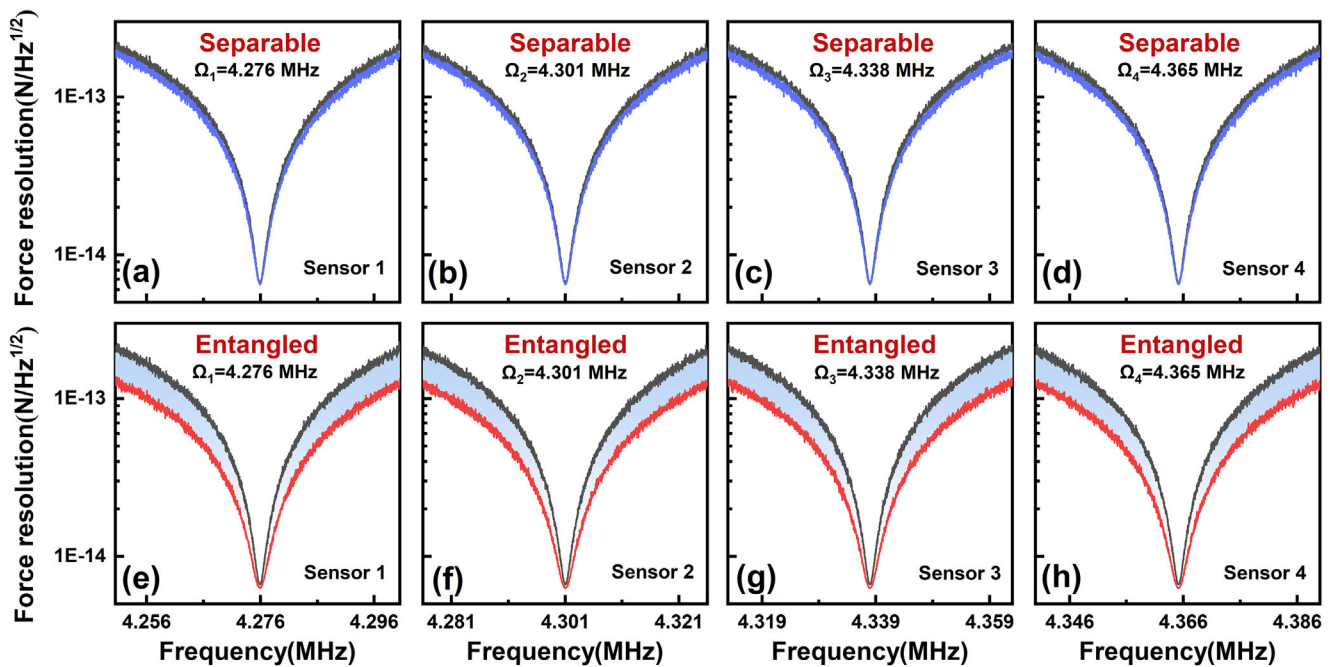 Force resolution(N/Hz1/2)
1E-13
1E-14
Separable
Ω1=4.276 MHz
(a)
Sensor 1
Separable
Ω2=4.301 MHz
(b)
Sensor 2
Separable
Ω3=4.338 MHz
(c)
Sensor 3
Separable
Ω4=4.365 MHz
(d)
Sensor 4
Force resolution(N/Hz1/2)
1E-13
1E-14
Entangled
Ω1=4.276 MHz
(e)
Sensor 1
Entangled
Ω2=4.301 MHz
(f)
Sensor 2
Entangled
Ω3=4.338 MHz
(g)
Sensor 3
Entangled
Ω4=4.365 MHz
(h)
Sensor 4
4.256 4.276 4.296
4.281 4.301 4.321
4.319 4.339 4.359
4.346 4.366 4.386
Frequency(MHz)
Frequency(MHz)
Frequency(MHz)
Frequency(MHz)